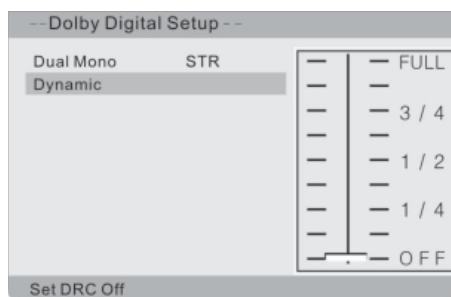 --Dolby Digital Setup--
Dual Mono STR
Dynamic
FULL
3 / 4
1 / 2
1 / 4
OFF
Set DRC Off